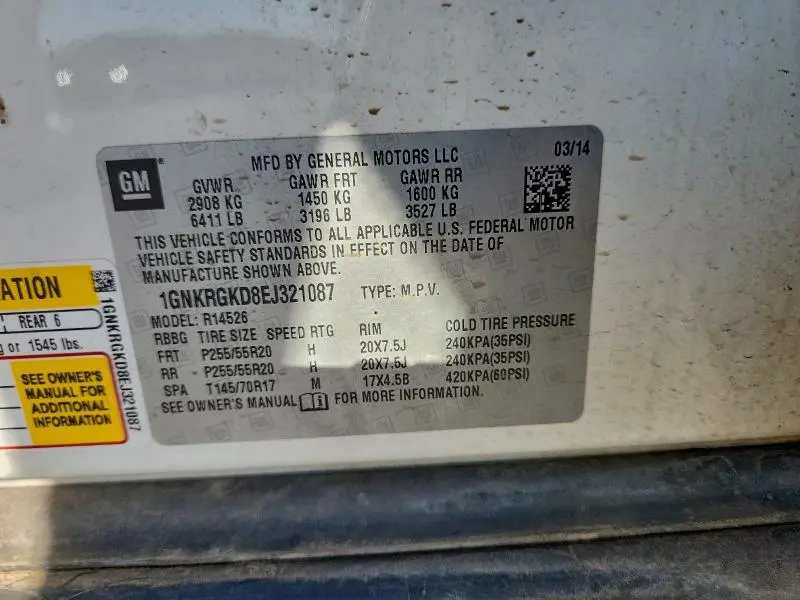 GM
MFD BY GENERAL MOTORS LLC 03/14
GVWR GAWR FRT GAWR RR
2908 KG 1450 KG 1600 KG
6411 LB 3196 LB 3527 LB
THIS VEHICLE CONFORMS TO ALL APPLICABLE U.S. FEDERAL MOTOR
VEHICLE SAFETY STANDARDS IN EFFECT ON THE DATE OF
MANUFACTURE SHOWN ABOVE.
1GNKRGKD8EJ321087 TYPE: M.P.V.
MODEL: R14526
RBBG TIRE SIZE SPEED RTG RIM COLD TIRE PRESSURE
FRT P255/55R20 H 20X7.5J 240KPA(35PSI)
RR - P255/55R20 - H 20X7.5J 240KPA(35PSI)
SPA T145/70R17 M 17X4.5B 420KPA(60PSI)
SEE OWNER'S MANUAL FOR MORE INFORMATION.
ATION
REAR 6
or 1545 lbs.
SEE OWNER'S
MANUAL FOR
ADDITIONAL
INFORMATION
1GNKRGKD8EJ321087